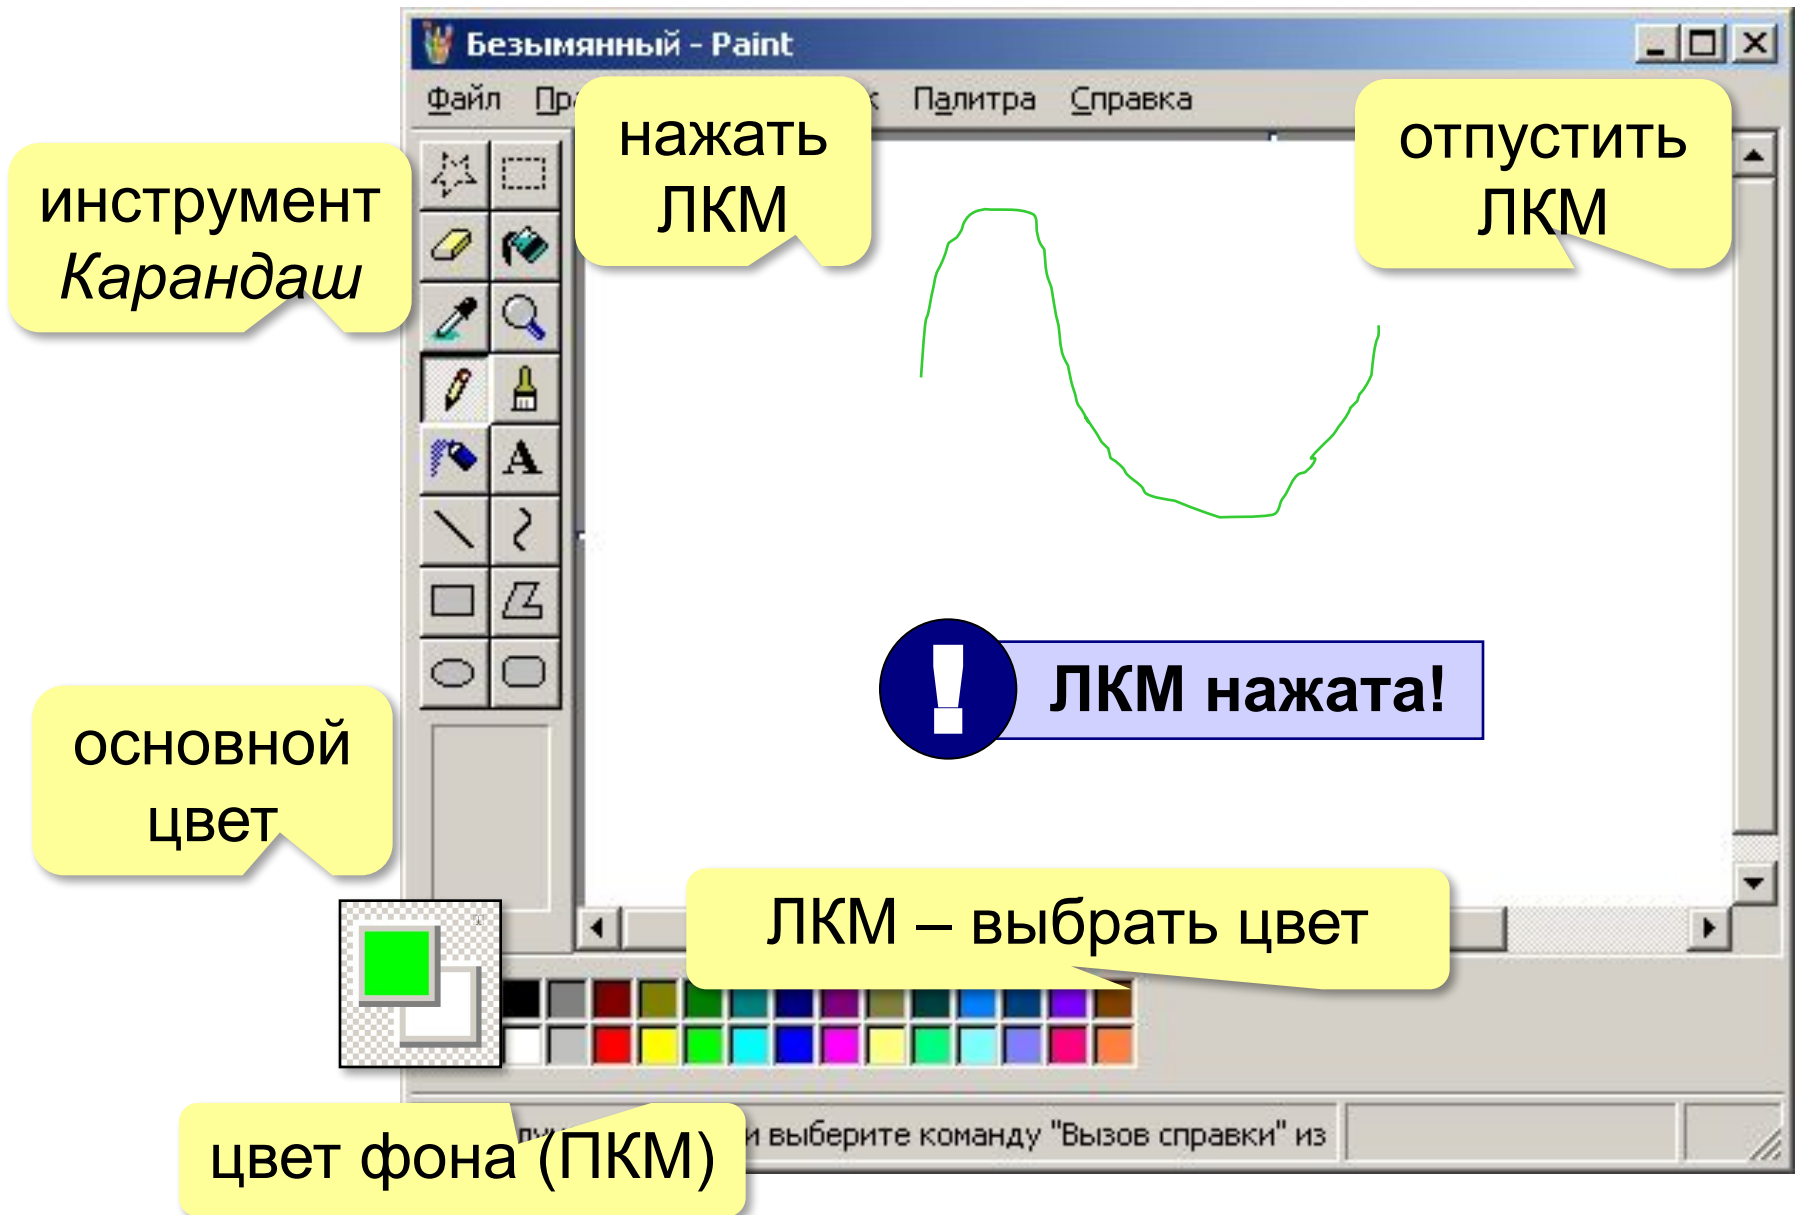 Безымянный - Paint
Файл Палитра Справка
нажать
ЛКМ
отпустить
ЛКМ
инструмент
Карандаш
A
! ЛКМ нажата!
основной
цвет
ЛКМ – выбрать цвет
и выберите команду "Вызов справки" из
цвет фона (ПКМ)